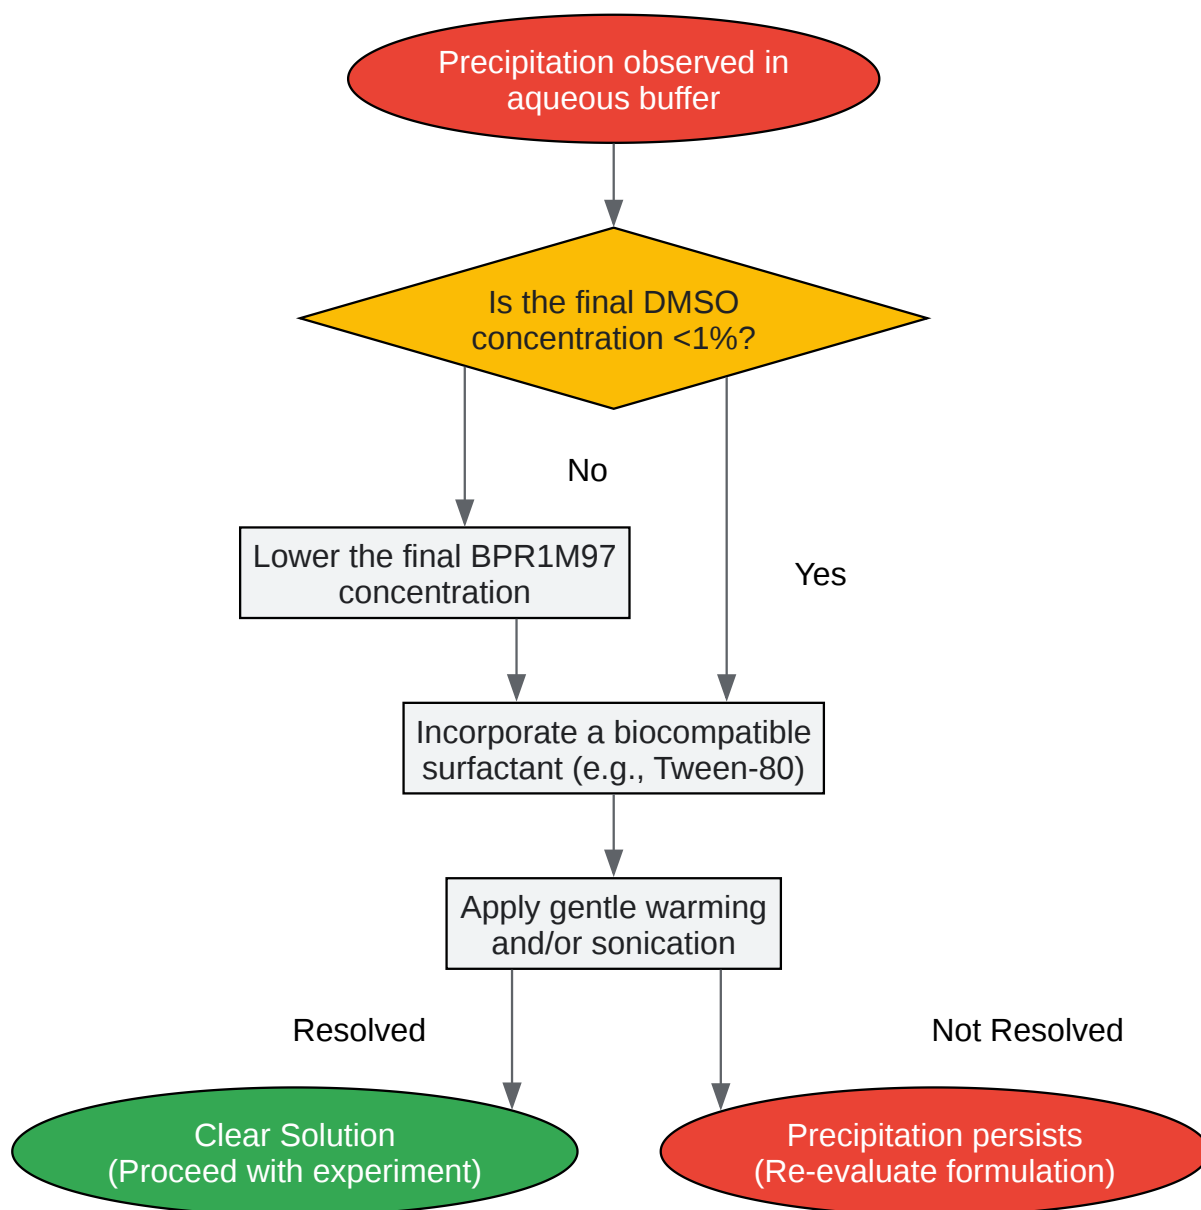 Precipitation observed in
aqueous buffer
Is the final DMSO
concentration <1%?
No
Lower the final BPR1M97
concentration
Yes
Incorporate a biocompatible
surfactant (e.g., Tween-80)
Apply gentle warming
and/or sonication
Resolved
Not Resolved
Clear Solution
(Proceed with experiment)
Precipitation persists
(Re-evaluate formulation)